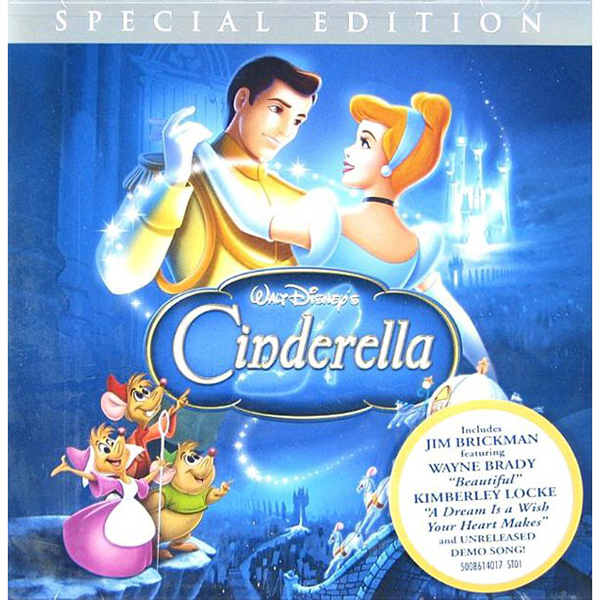 SPECIAL EDITION
WALT DISNEY'S
Cinderella
Includes
JIM BRICKMAN
featuring
WAYNE BRADY
"Beautiful"
KIMBERLEY LOCKE
"A Dream Is a Wish
Your Heart Makes"
and UNRELEASED
DEMO SONG!
5008614017 ST01